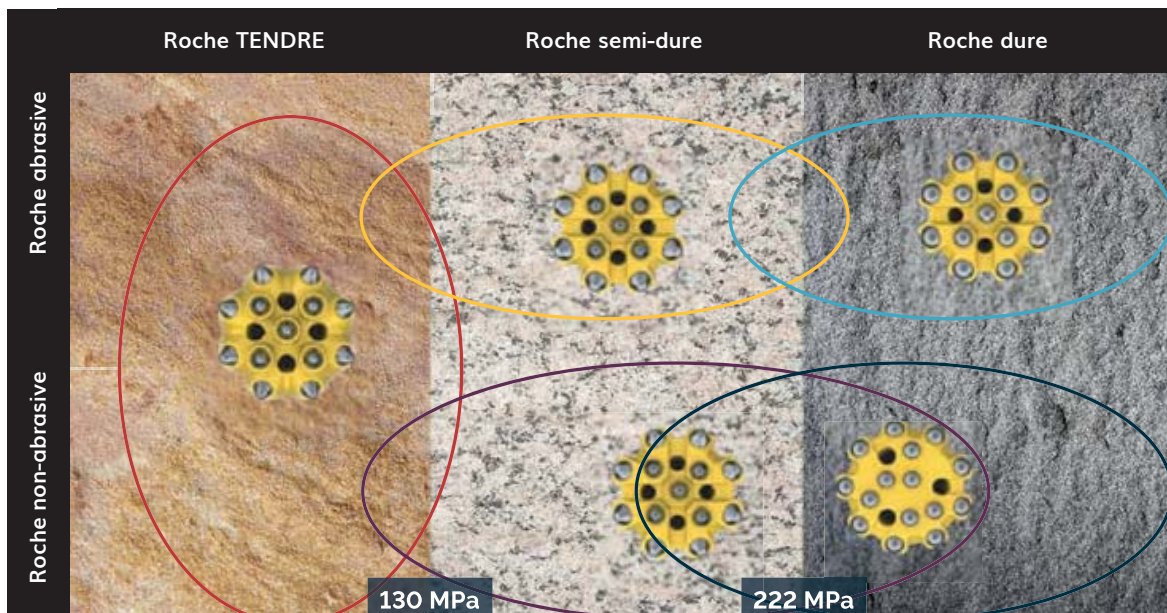 Roche TENDRE
Roche semi-dure
Roche dure
Roche abrasive
Roche non-abrasive
130 MPa
222 MPa